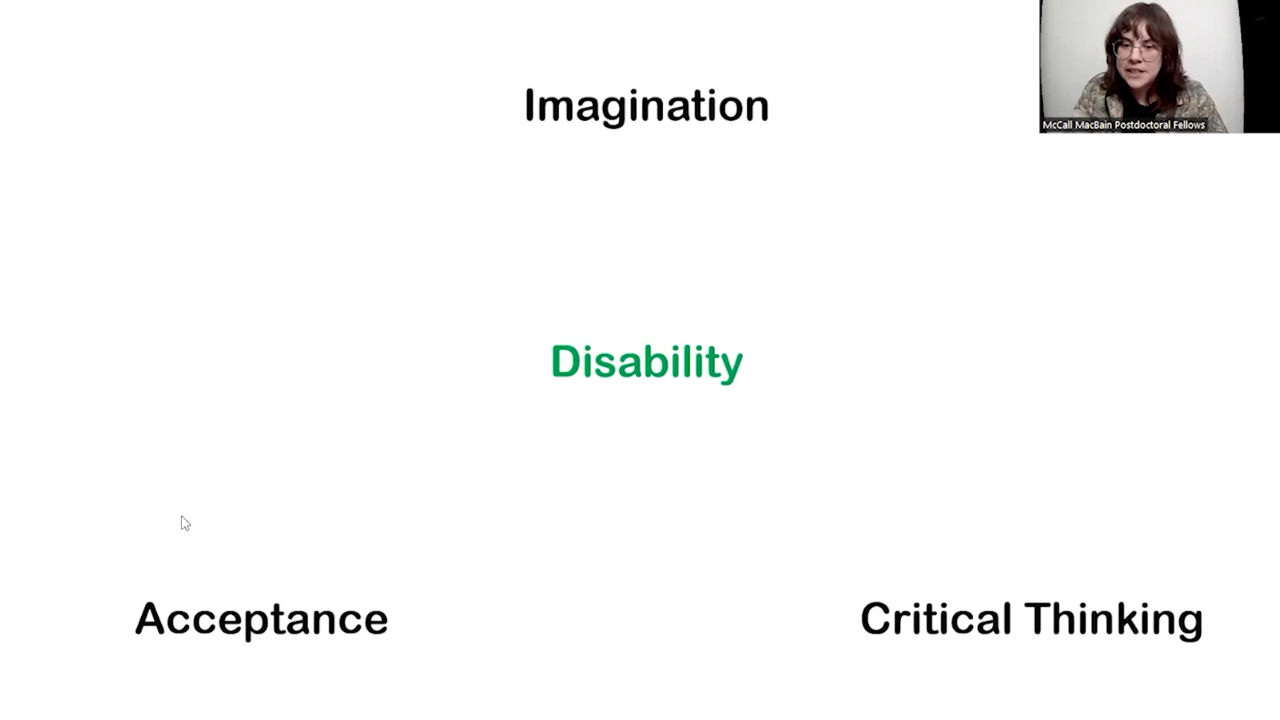 Imagination
McCall MacBain Postdoctoral Fellows
Disability
Acceptance
Critical Thinking